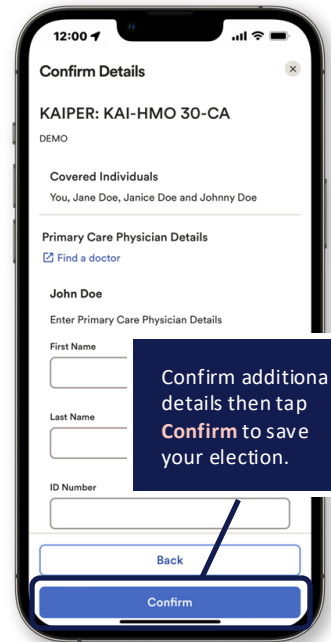 12:00
Confirm Details
KAIPER: KAI-HMO 30-CA
DEMO
Covered Individuals
You, Jane Doe, Janice Doe and Johnny Doe
Primary Care Physician Details
Find a doctor
John Doe
Enter Primary Care Physician Details
First Name
Last Name
ID Number
Confirm additiona
details then tap
Confirm to save
your election.
Back
Confirm